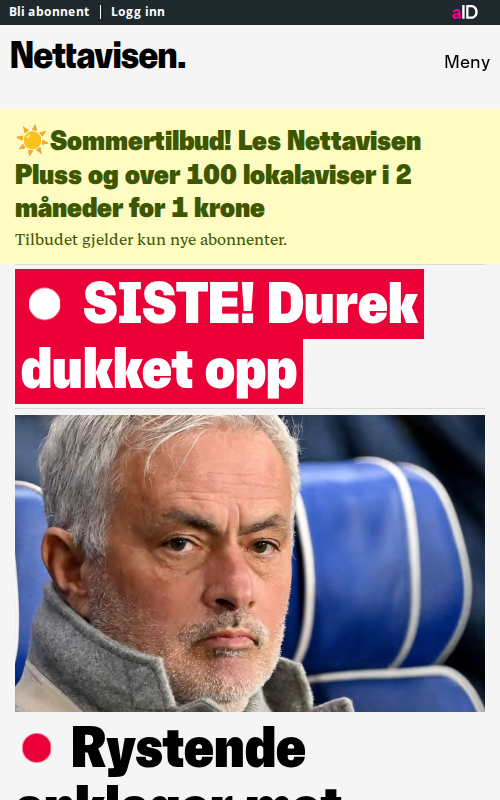 Bli abonnent | Logg inn
aID
Nettavisen.
Meny
☀️Sommertilbud! Les Nettavisen
Pluss og over 100 lokalaviser i 2
måneder for 1 krone
Tilbudet gjelder kun nye abonnenter.
SISTE! Durek
dukket opp
Rystende